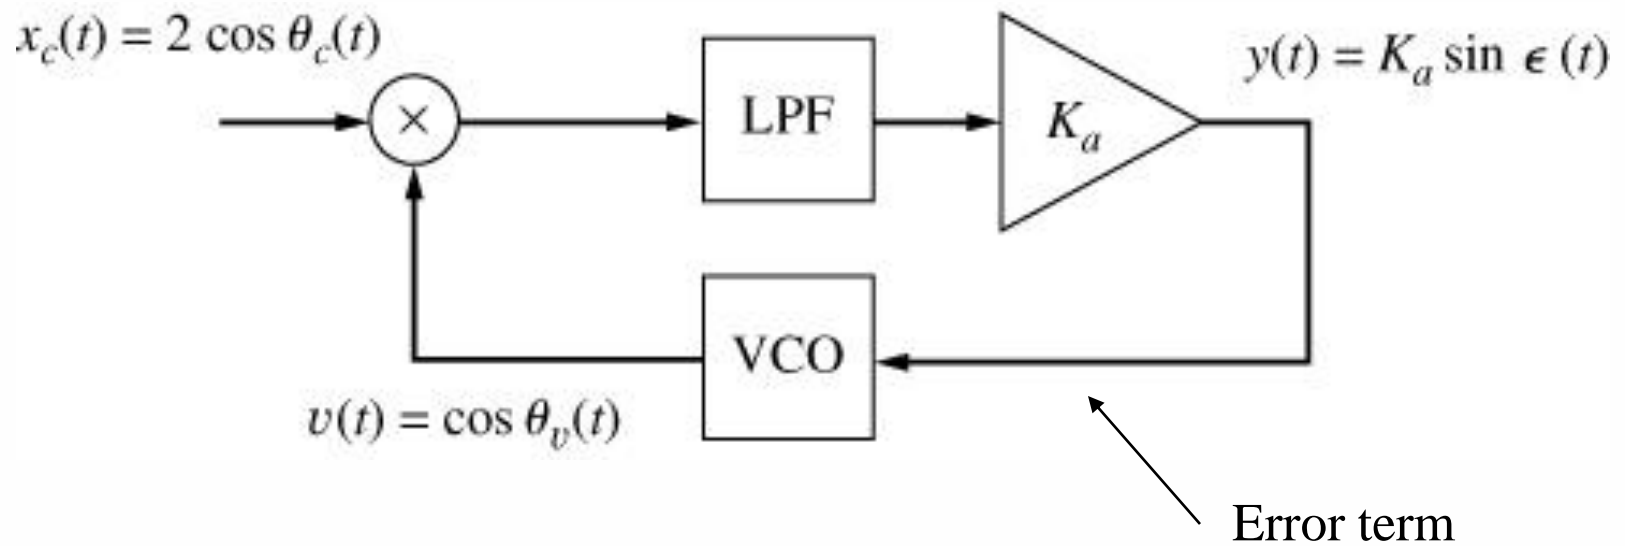 x_c(t) = 2 cos θ_c(t)
y(t) = K_a sin ϵ (t)
×
LPF
K_a
VCO
v(t) = cos θ_v(t)
Error term